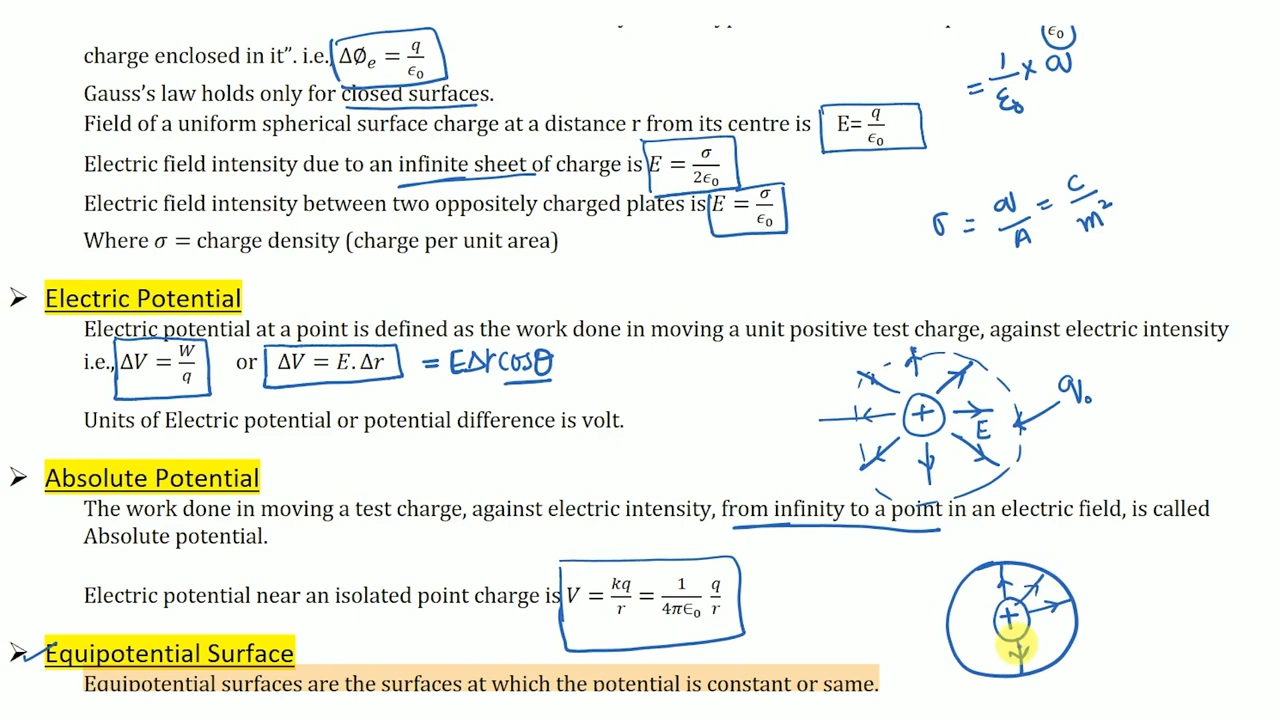 charge enclosed in it”. i.e., ΔØₑ = q/ϵ₀
Gauss’s law holds only for closed surfaces.
Field of a uniform spherical surface charge at a distance r from its centre is E= q/ϵ₀
Electric field intensity due to an infinite sheet of charge is E = σ/2ϵ₀
Electric field intensity between two oppositely charged plates is E = σ/ϵ₀
Where σ = charge density (charge per unit area)
ϵ₀
= 1/ε₀ × q
σ = q/A = C/m²
➤ Electric Potential
Electric potential at a point is defined as the work done in moving a unit positive test charge, against electric intensity
i.e., ΔV = W/q or ΔV = E. Δr = EΔr cosθ
Units of Electric potential or potential difference is volt.
+
E
q₀
➤ Absolute Potential
The work done in moving a test charge, against electric intensity, from infinity to a point in an electric field, is called
Absolute potential.
Electric potential near an isolated point charge is V = kq/r = 1/4π∈₀ q/r
+
➤ Equipotential Surface
Equipotential surfaces are the surfaces at which the potential is constant or same.